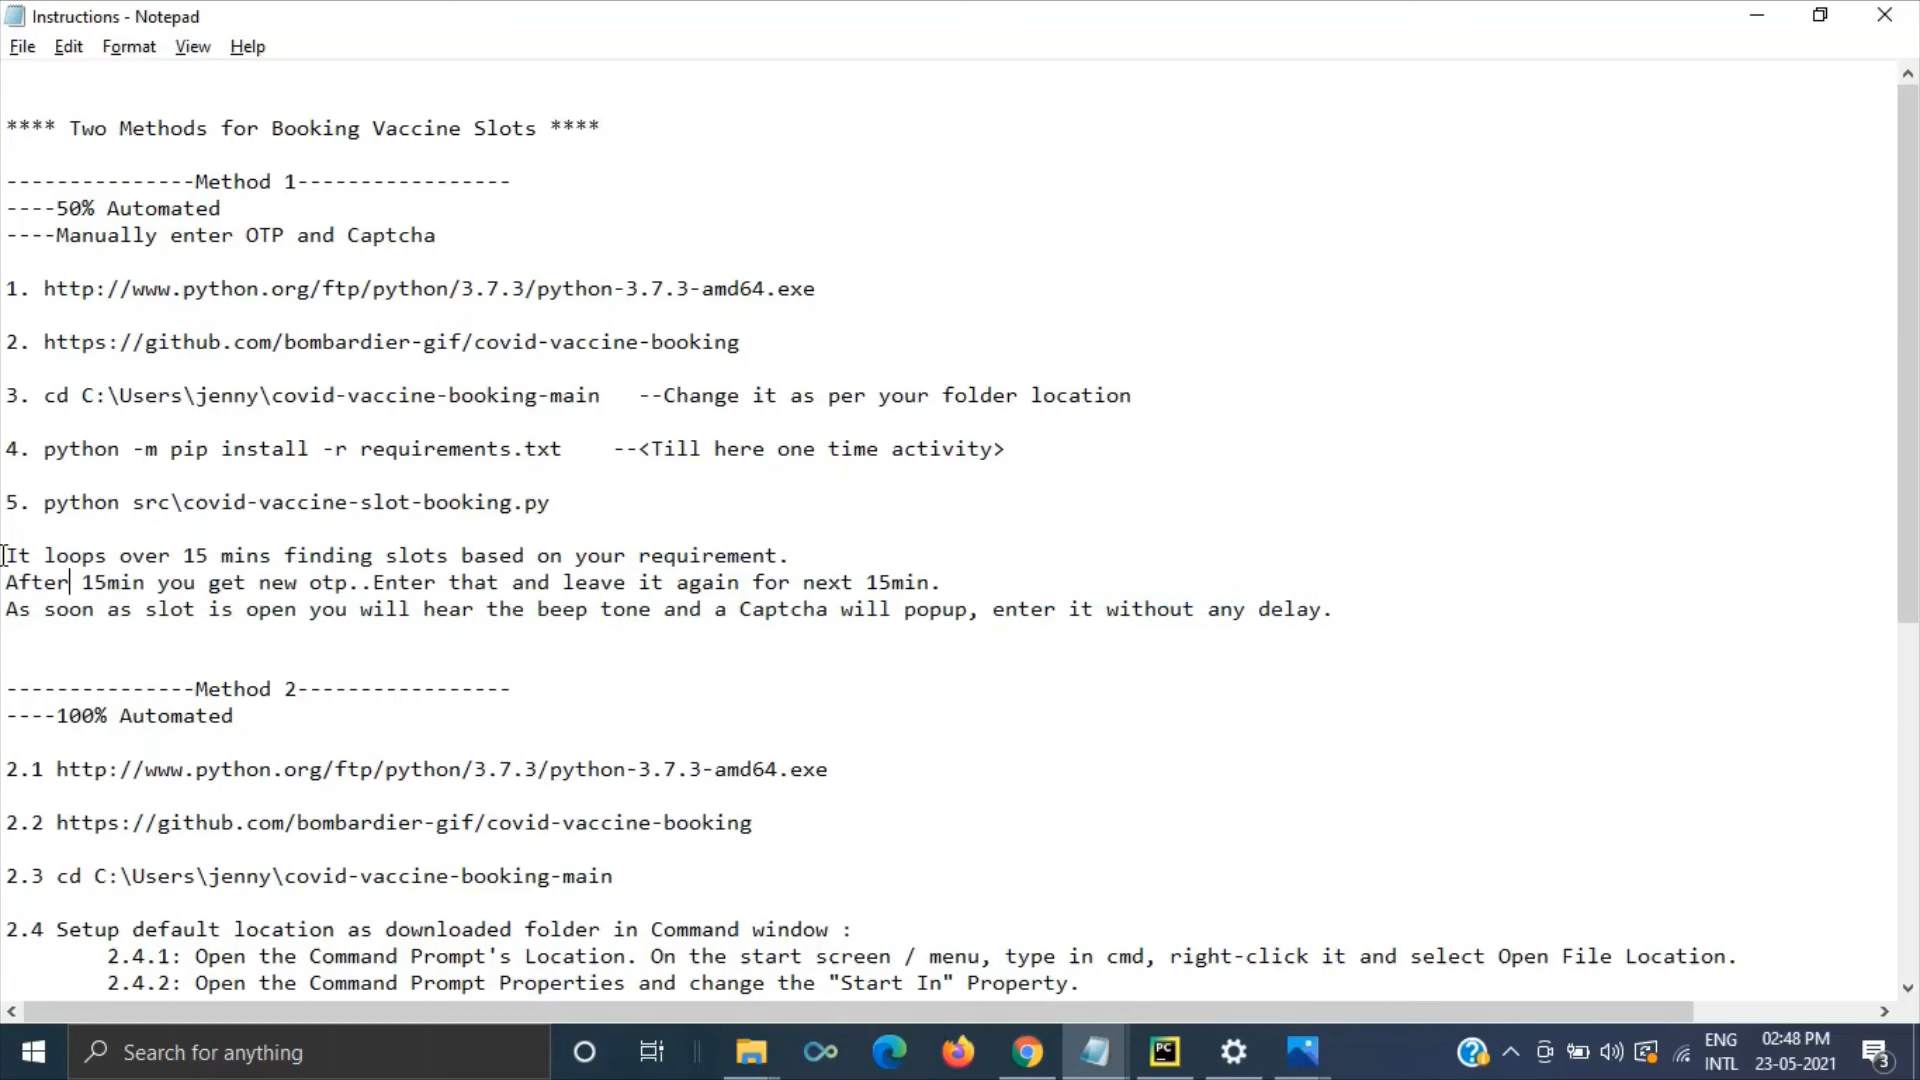 Instructions - Notepad
File Edit Format View Help
**** Two Methods for Booking Vaccine Slots ****
---------------Method 1-----------------
----50% Automated
----Manually enter OTP and Captcha
1. http://www.python.org/ftp/python/3.7.3/python-3.7.3-amd64.exe
2. https://github.com/bombardier-gif/covid-vaccine-booking
3. cd C:\Users\jenny\covid-vaccine-booking-main   --Change it as per your folder location
4. python -m pip install -r requirements.txt    --<Till here one time activity>
5. python src\covid-vaccine-slot-booking.py
It loops over 15 mins finding slots based on your requirement.
After 15min you get new otp..Enter that and leave it again for next 15min.
As soon as slot is open you will hear the beep tone and a Captcha will popup, enter it without any delay.
---------------Method 2-----------------
----100% Automated
2.1 http://www.python.org/ftp/python/3.7.3/python-3.7.3-amd64.exe
2.2 https://github.com/bombardier-gif/covid-vaccine-booking
2.3 cd C:\Users\jenny\covid-vaccine-booking-main
2.4 Setup default location as downloaded folder in Command window :
2.4.1: Open the Command Prompt's Location. On the start screen / menu, type in cmd, right-click it and select Open File Location.
2.4.2: Open the Command Prompt Properties and change the "Start In" Property.
Search for anything
PC
ENG
INTL
02:48 PM
23-05-2021
3